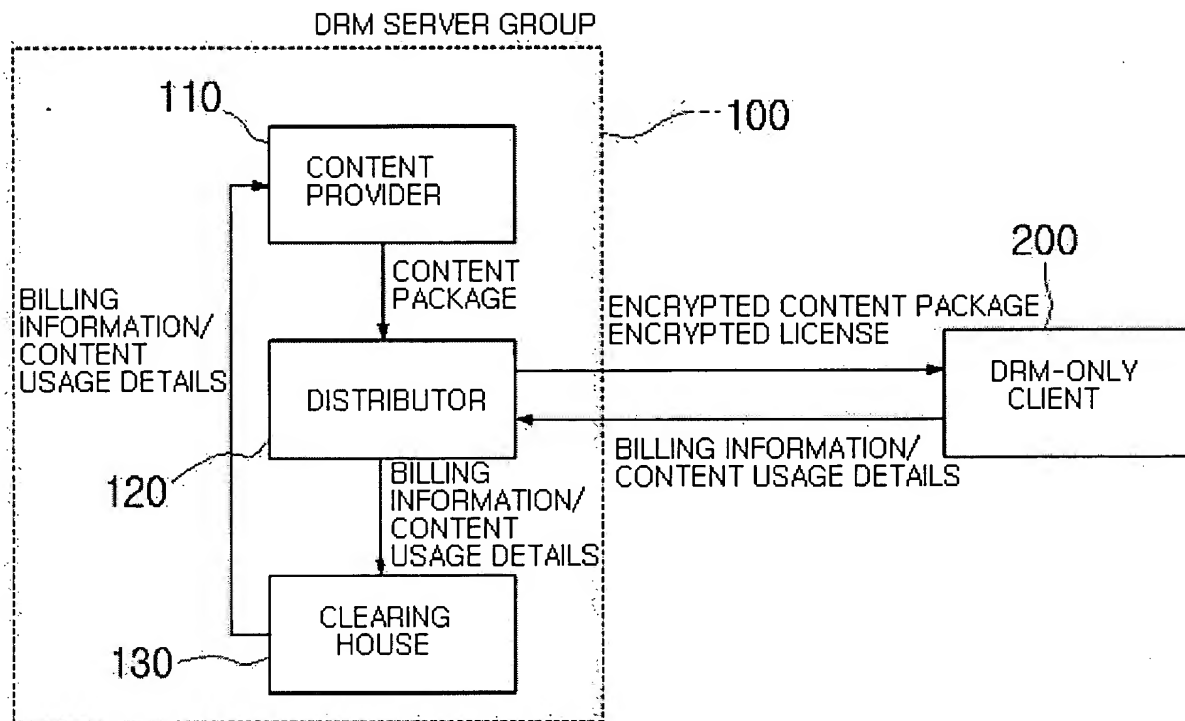 DRM SERVER GROUP
110
100
CONTENT
PROVIDER
200
CONTENT
PACKAGE
BILLING
INFORMATION/
CONTENT
USAGE DETAILS
ENCRYPTED CONTENT PACKAGE
ENCRYPTED LICENSE
DISTRIBUTOR
DRM-ONLY
CLIENT
BILLING INFORMATION/
CONTENT USAGE DETAILS
120
BILLING
INFORMATION/
CONTENT
USAGE DETAILS
CLEARING
HOUSE
130